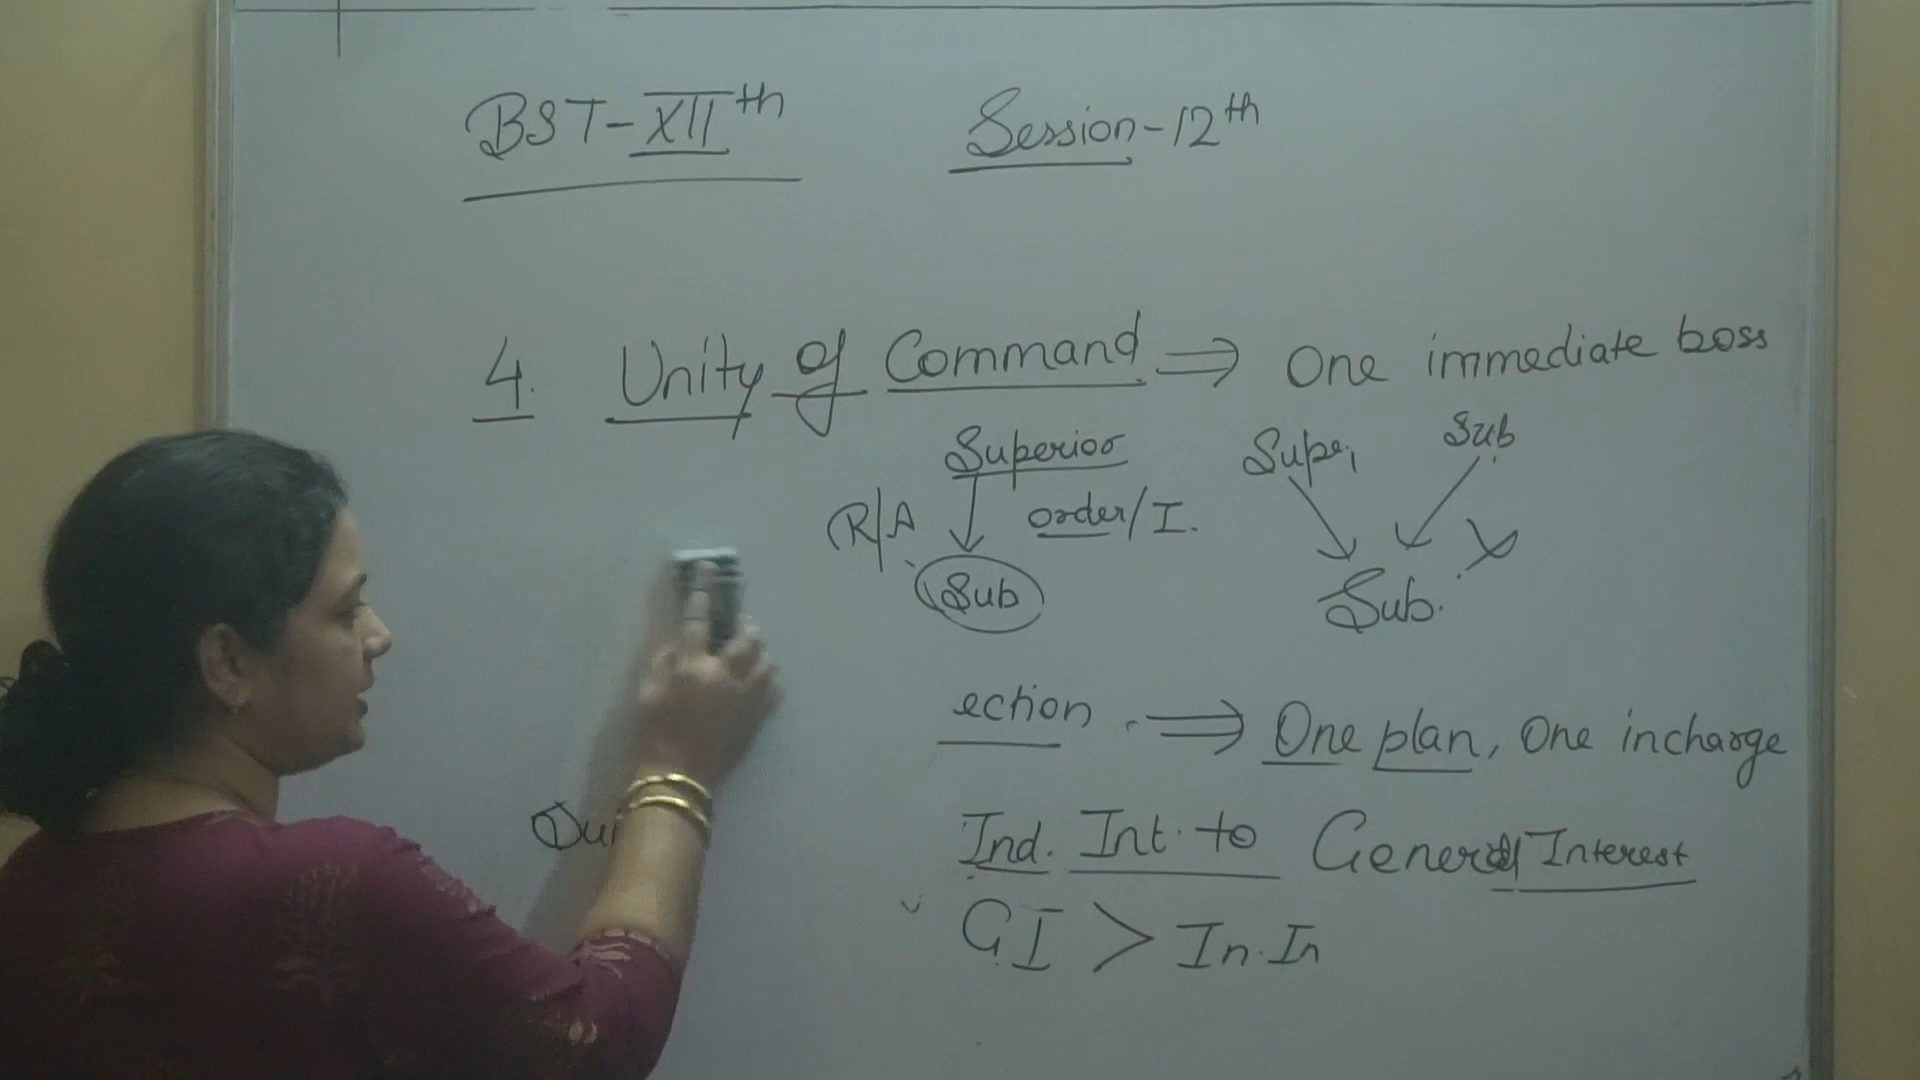 BST-XIIth Session-12th
4. Unity of Command ⇒ One immediate boss
Superior Supe, Sub
R/A order/I.
Sub Sub.
ection. ⇒ One plan, One incharge
Ind. Int. to General Interest
GI > In. In